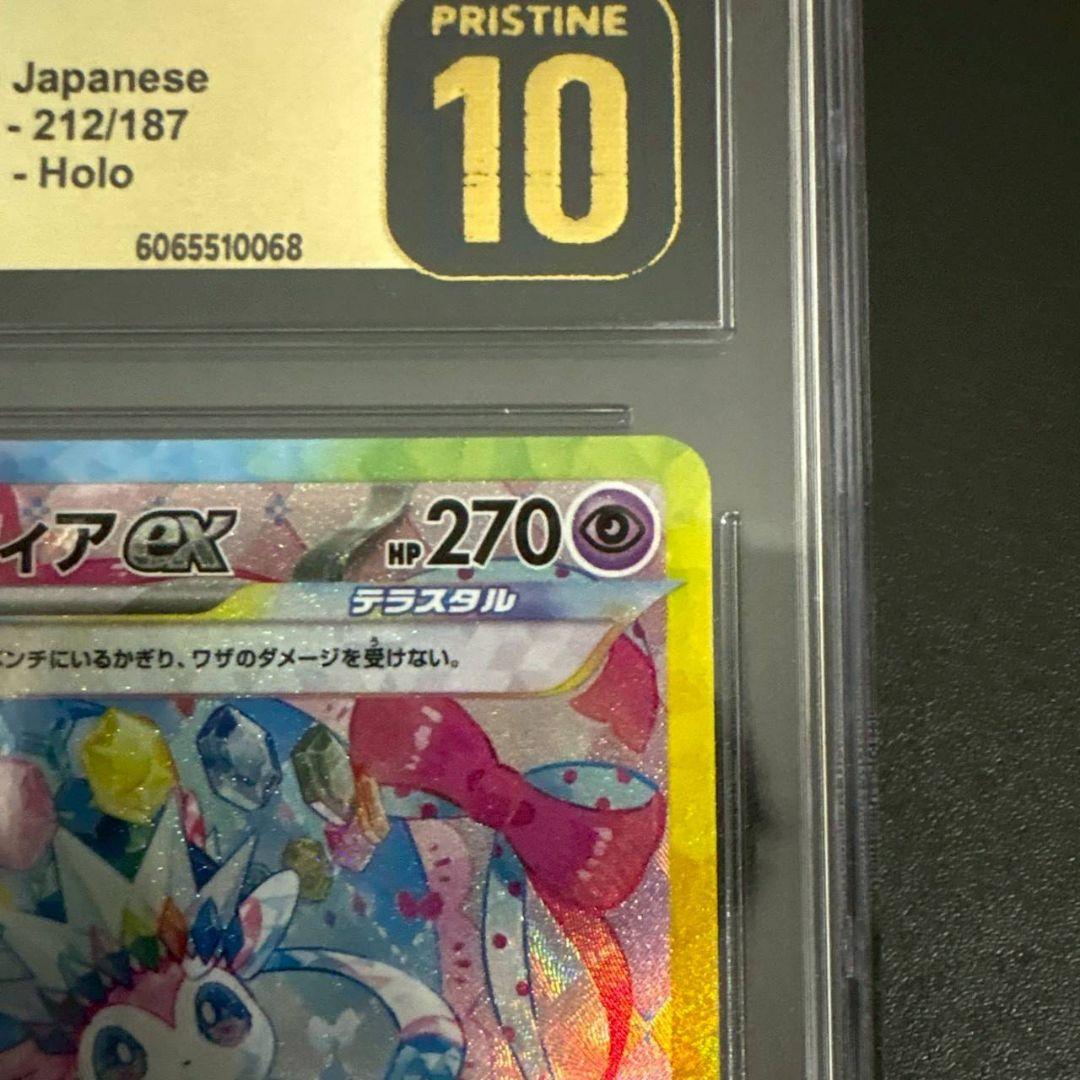 PRISTINE
10
Japanese
- 212/187
- Holo
6065510068
ィアex
HP270
テラスタル
ンチにいるかぎり、ワザのダメージを受けない。